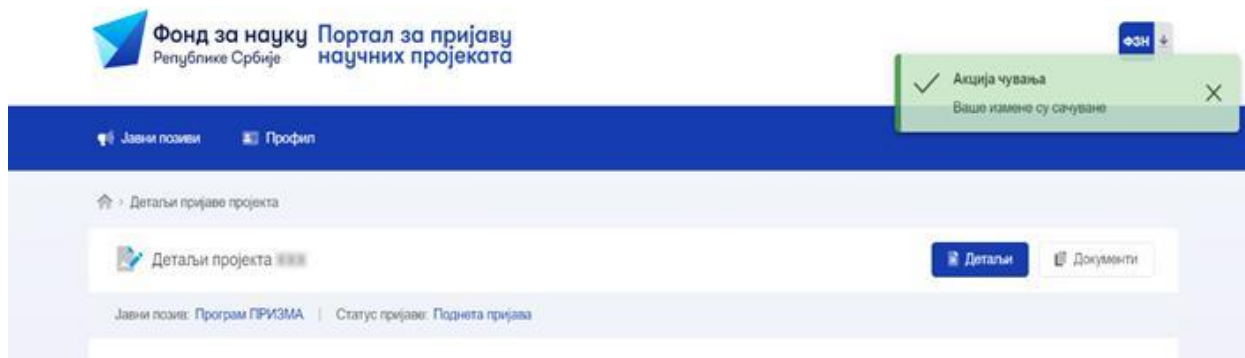 Фонд за науку
Републике Србије
Портал за пријаву
научних пројеката
ФЗН
Акција чувања
Ваше измене су сачуване
Јавни позиви
Профил
Детаљи пријаве пројекта
Детаљи пројекта
Детаљи
Документи
Јавни позив: Програм ПРИЗМА | Статус пријаве: Поднета пријава